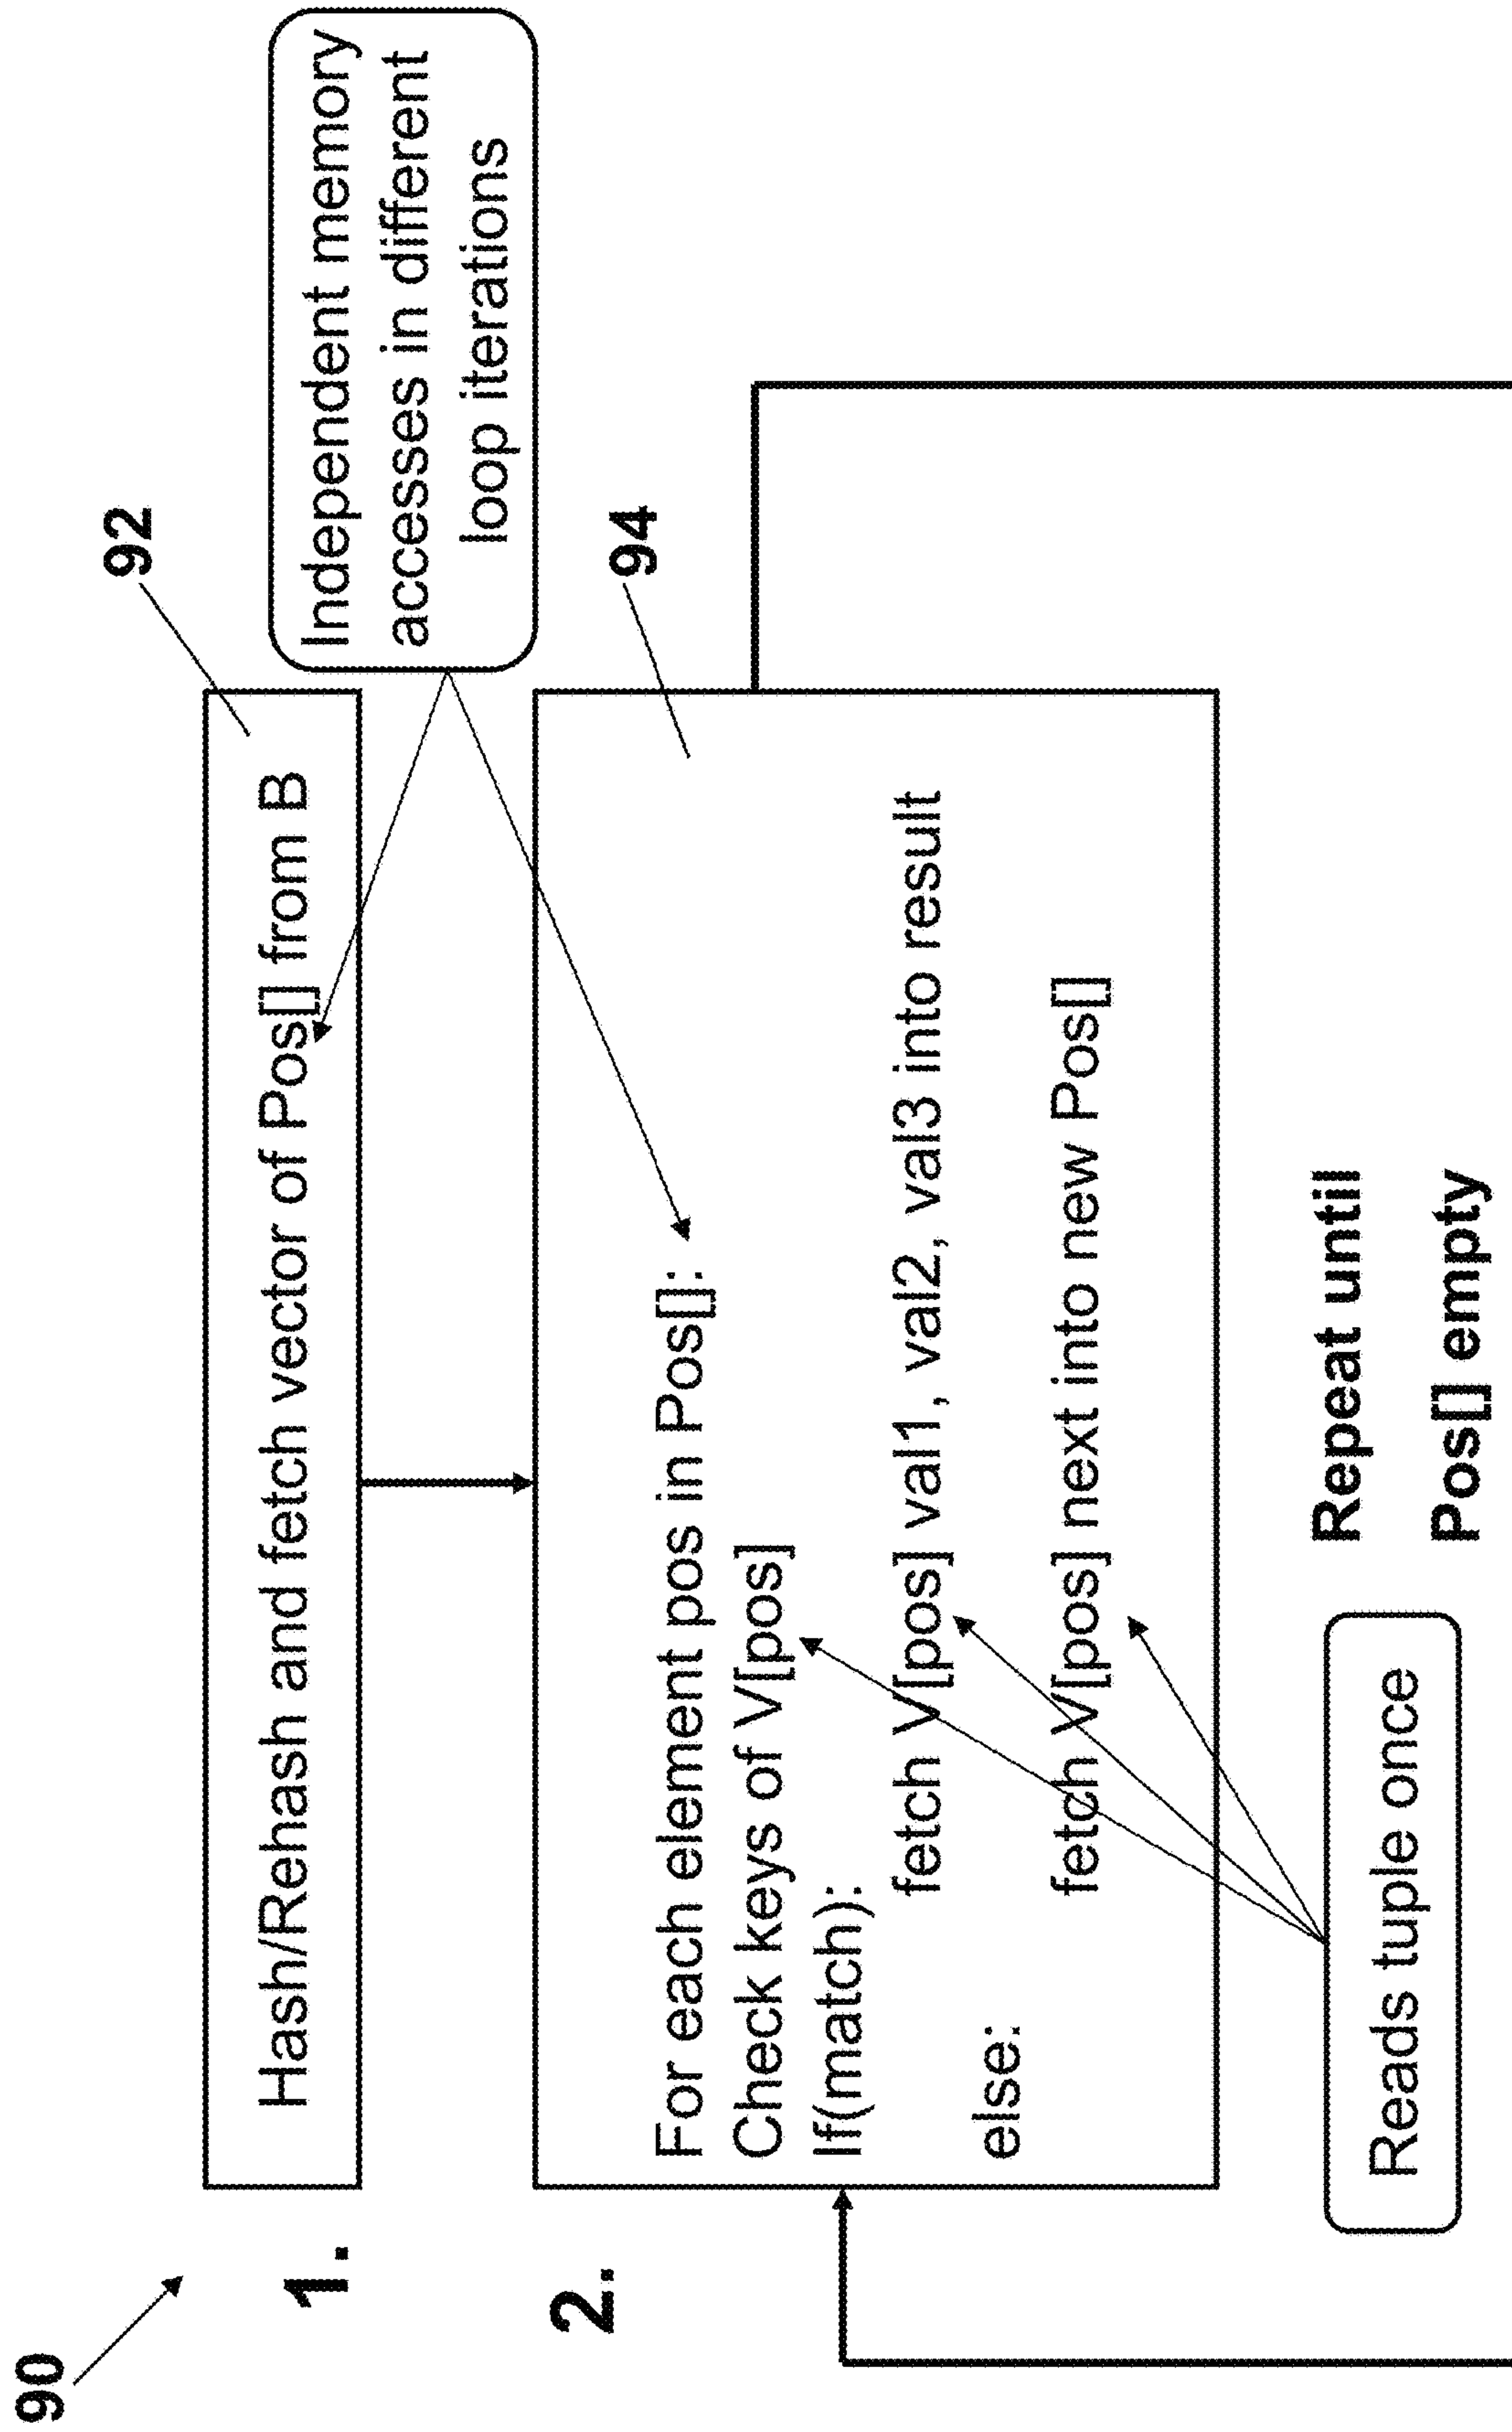 90
92
1.
Hash/Rehash and fetch vector of Pos[] from B
Independent memory
accesses in different
loop iterations
2.
94
For each element pos in Pos[]:
Check keys of V[pos]
If(match):
fetch V[pos] val1, val2, val3 into result
else:
fetch V[pos] next into new Pos[]
Reads tuple once
Repeat until
Pos[] empty